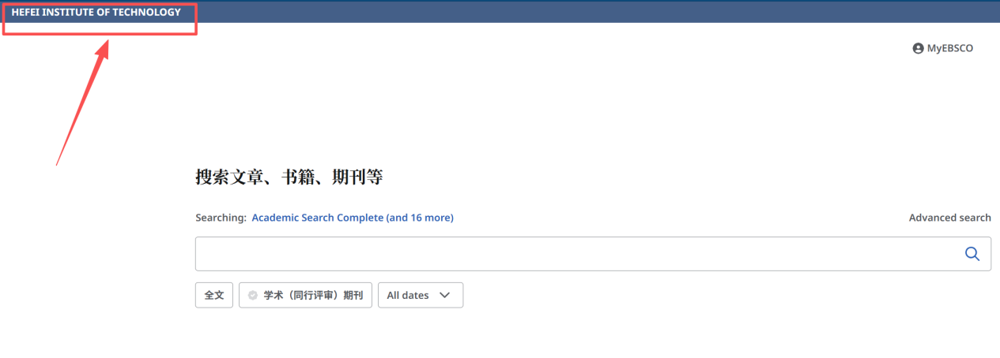 HEFEI INSTITUTE OF TECHNOLOGY
MyEBSCO
搜索文章、书籍、期刊等
Searching: Academic Search Complete (and 16 more)
Advanced search
全文
学术（同行评审）期刊
All dates